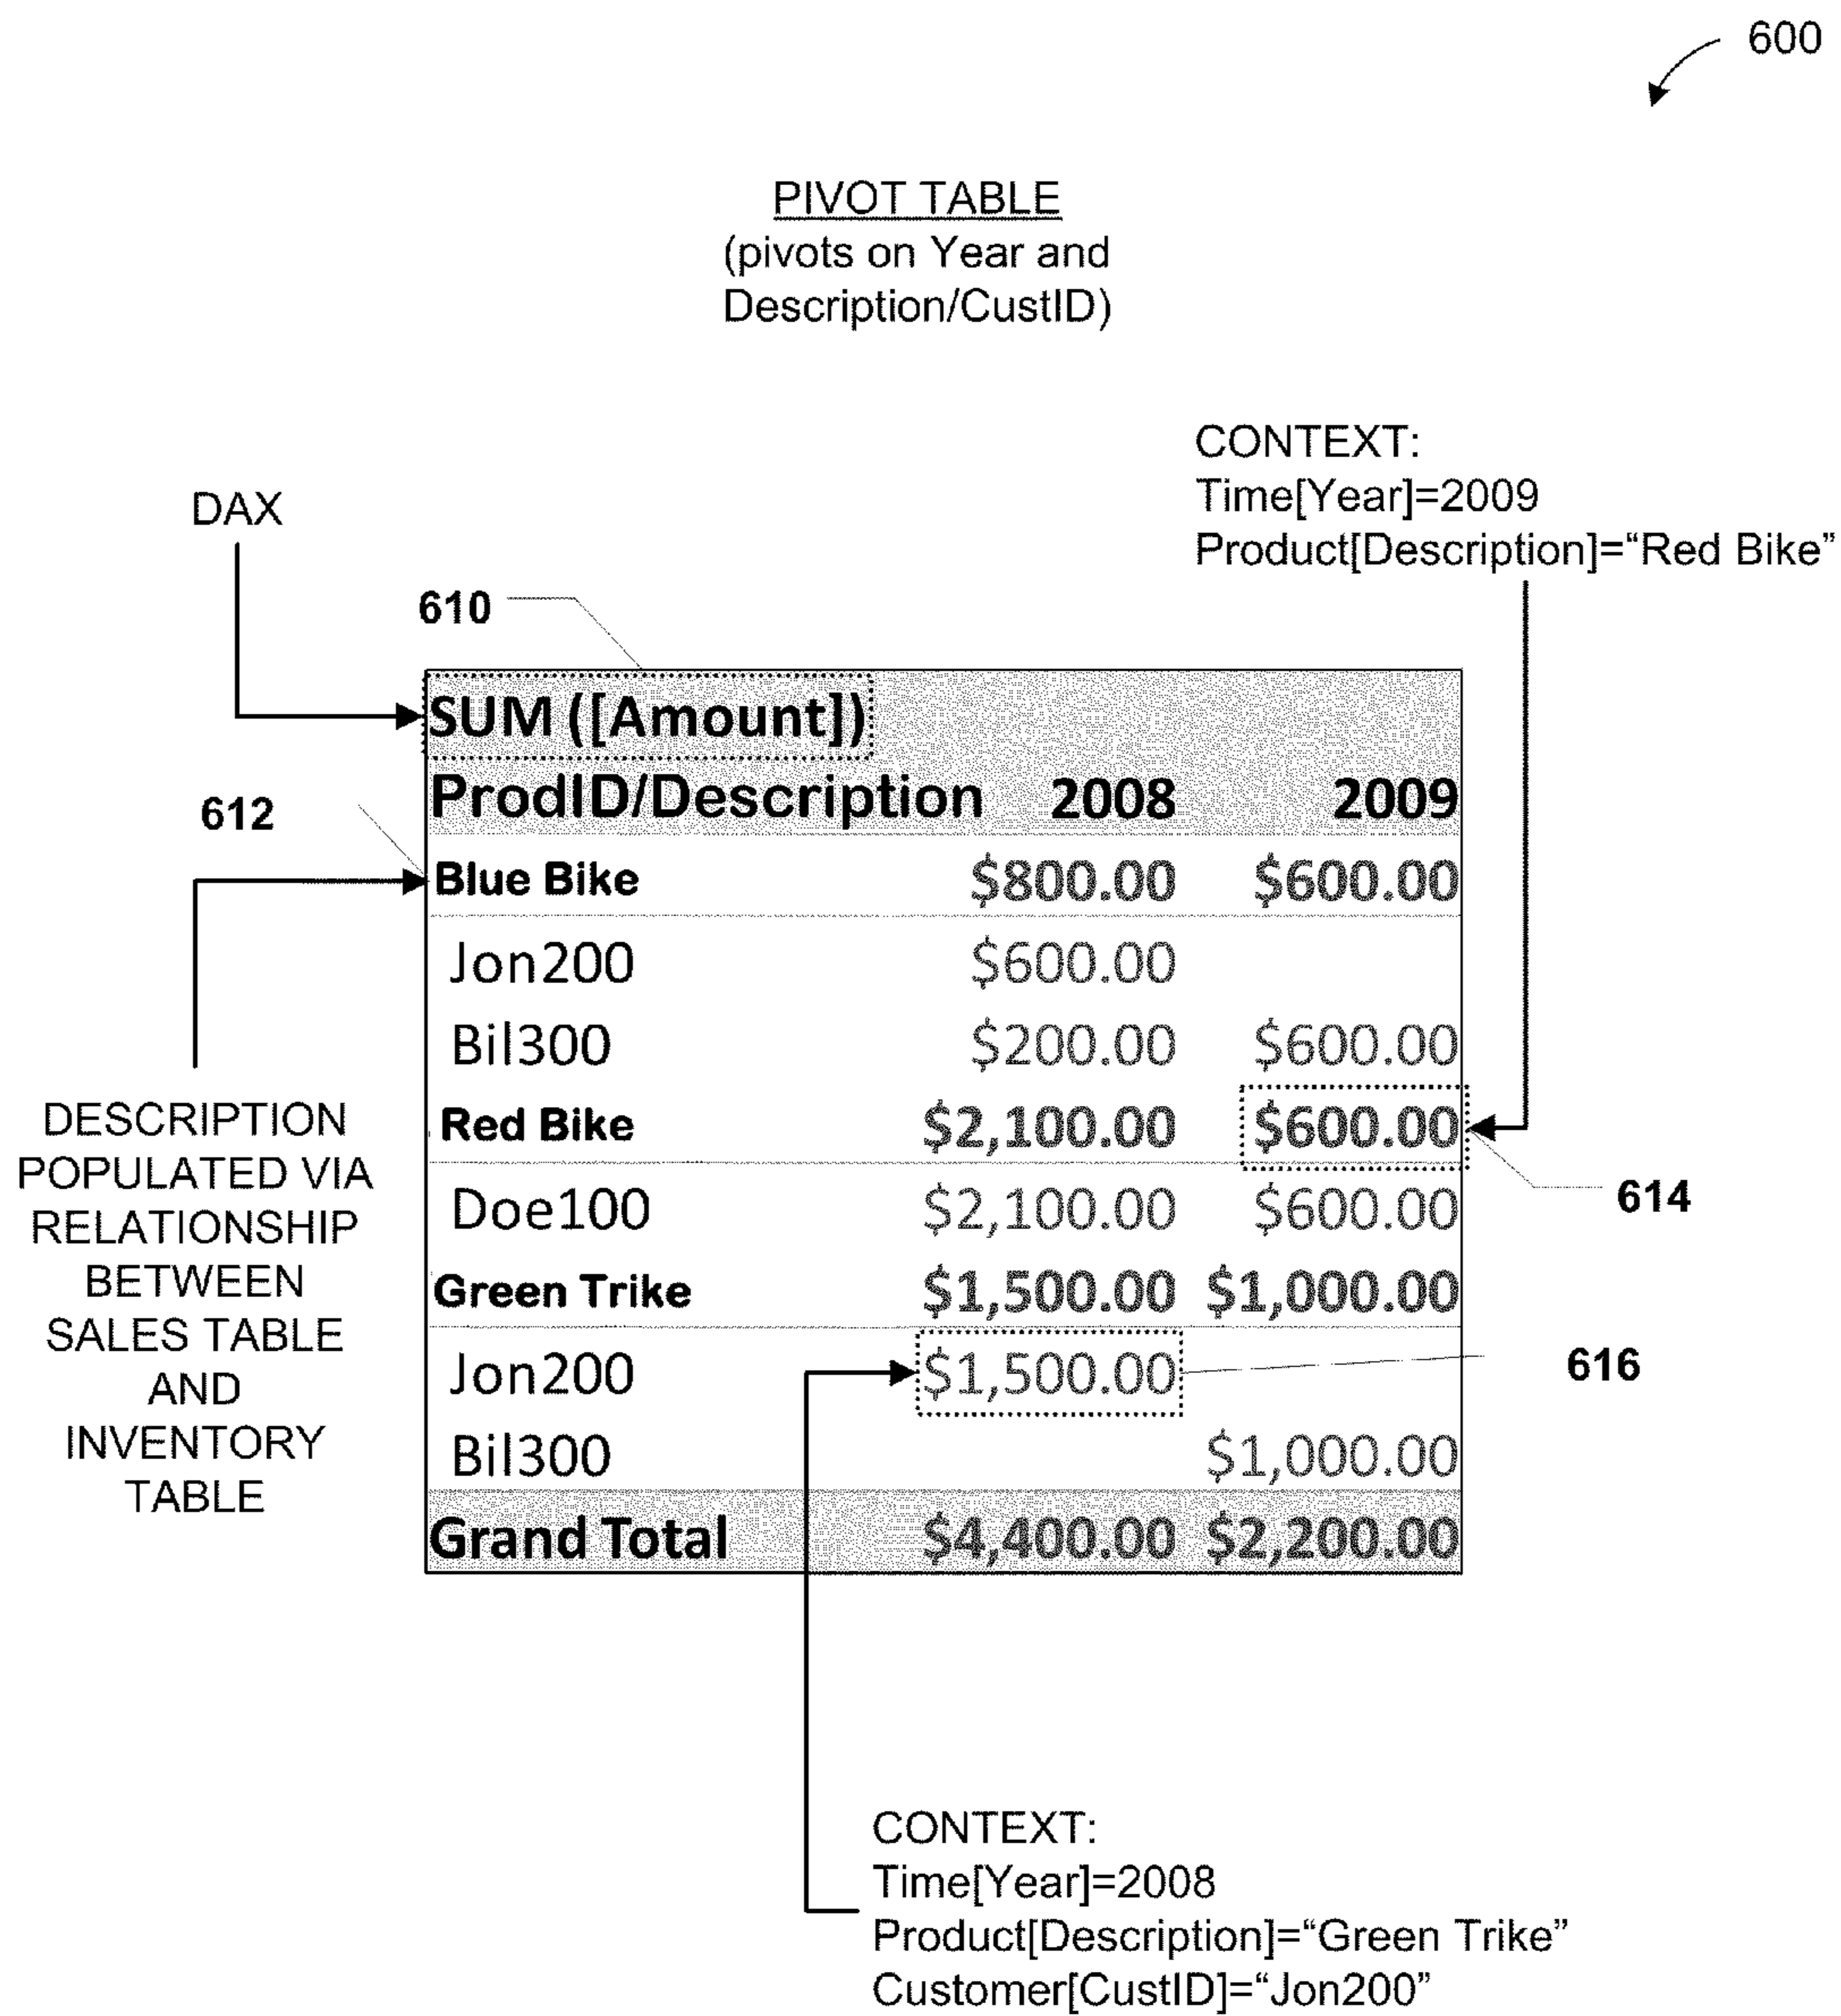 600
PIVOT TABLE
(pivots on Year and
Description/CustID)
CONTEXT:
Time[Year]=2009
Product[Description]=“Red Bike”
DAX
610
SUM ([Amount])
ProdID/Description 2008 2009
612
Blue Bike $800.00 $600.00
Jon200 $600.00
Bil300 $200.00 $600.00
Red Bike $2,100.00 $600.00
614
Doe100 $2,100.00 $600.00
Green Trike $1,500.00 $1,000.00
Jon200 $1,500.00
616
Bil300 $1,000.00
Grand Total $4,400.00 $2,200.00
DESCRIPTION
POPULATED VIA
RELATIONSHIP
BETWEEN
SALES TABLE
AND
INVENTORY
TABLE
CONTEXT:
Time[Year]=2008
Product[Description]=“Green Trike”
Customer[CustID]=“Jon200”